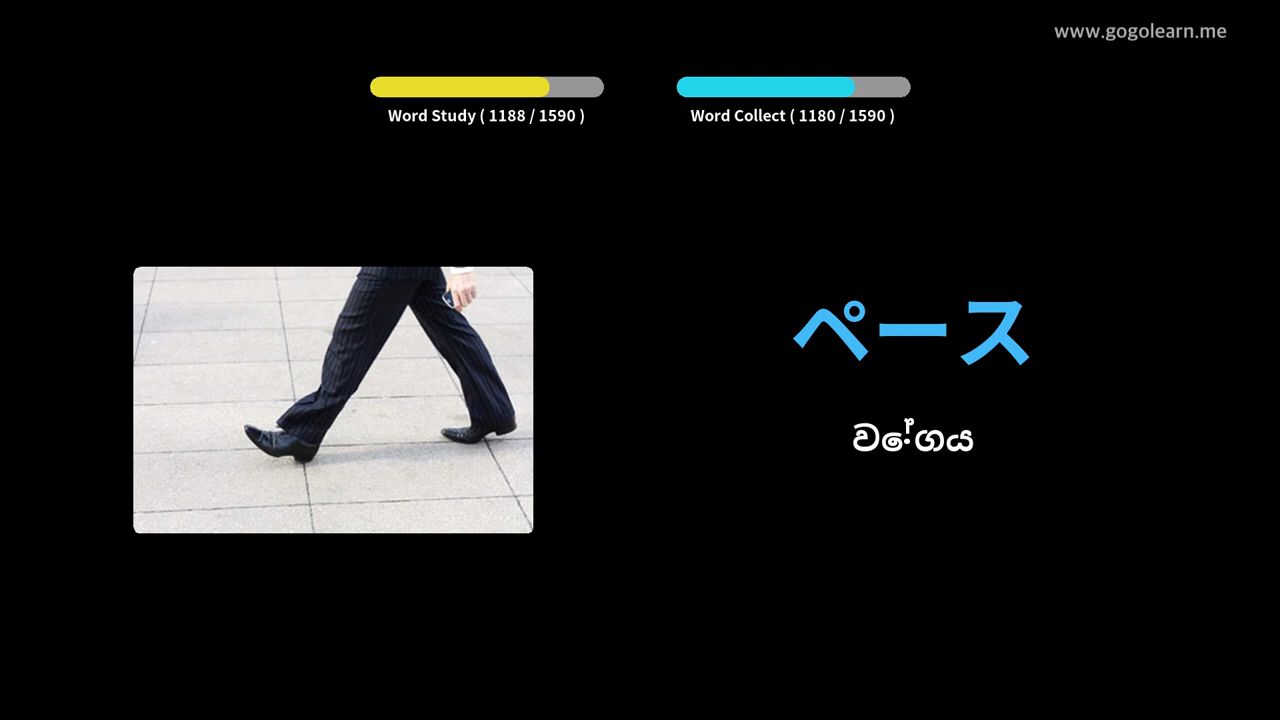 www.gogolearn.me
Word Study ( 1188 / 1590 )
Word Collect ( 1180 / 1590 )
ペース
වේගය